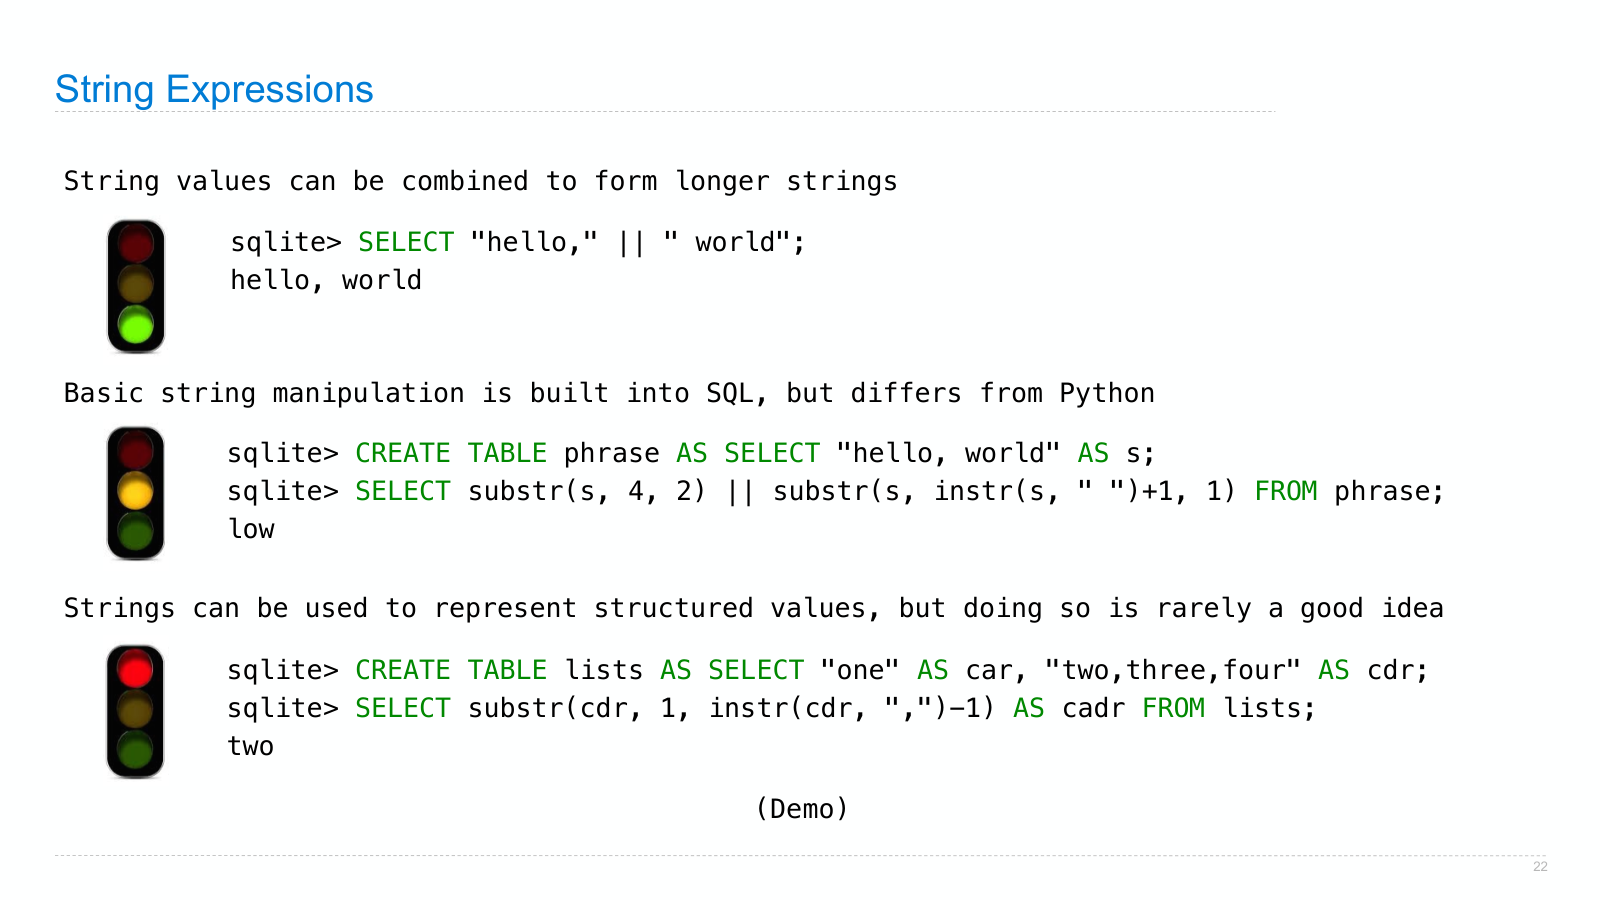 String Expressions
String values can be combined to form longer strings
sqlite> SELECT "hello," || " world";
hello, world
Basic string manipulation is built into SQL, but differs from Python
sqlite> CREATE TABLE phrase AS SELECT "hello, world" AS s;
sqlite> SELECT substr(s, 4, 2) || substr(s, instr(s, " ")+1, 1) FROM phrase;
low
Strings can be used to represent structured values, but doing so is rarely a good idea
sqlite> CREATE TABLE lists AS SELECT "one" AS car, "two,three,four" AS cdr;
sqlite> SELECT substr(cdr, 1, instr(cdr, ",")-1) AS cadr FROM lists;
two
(Demo)
22